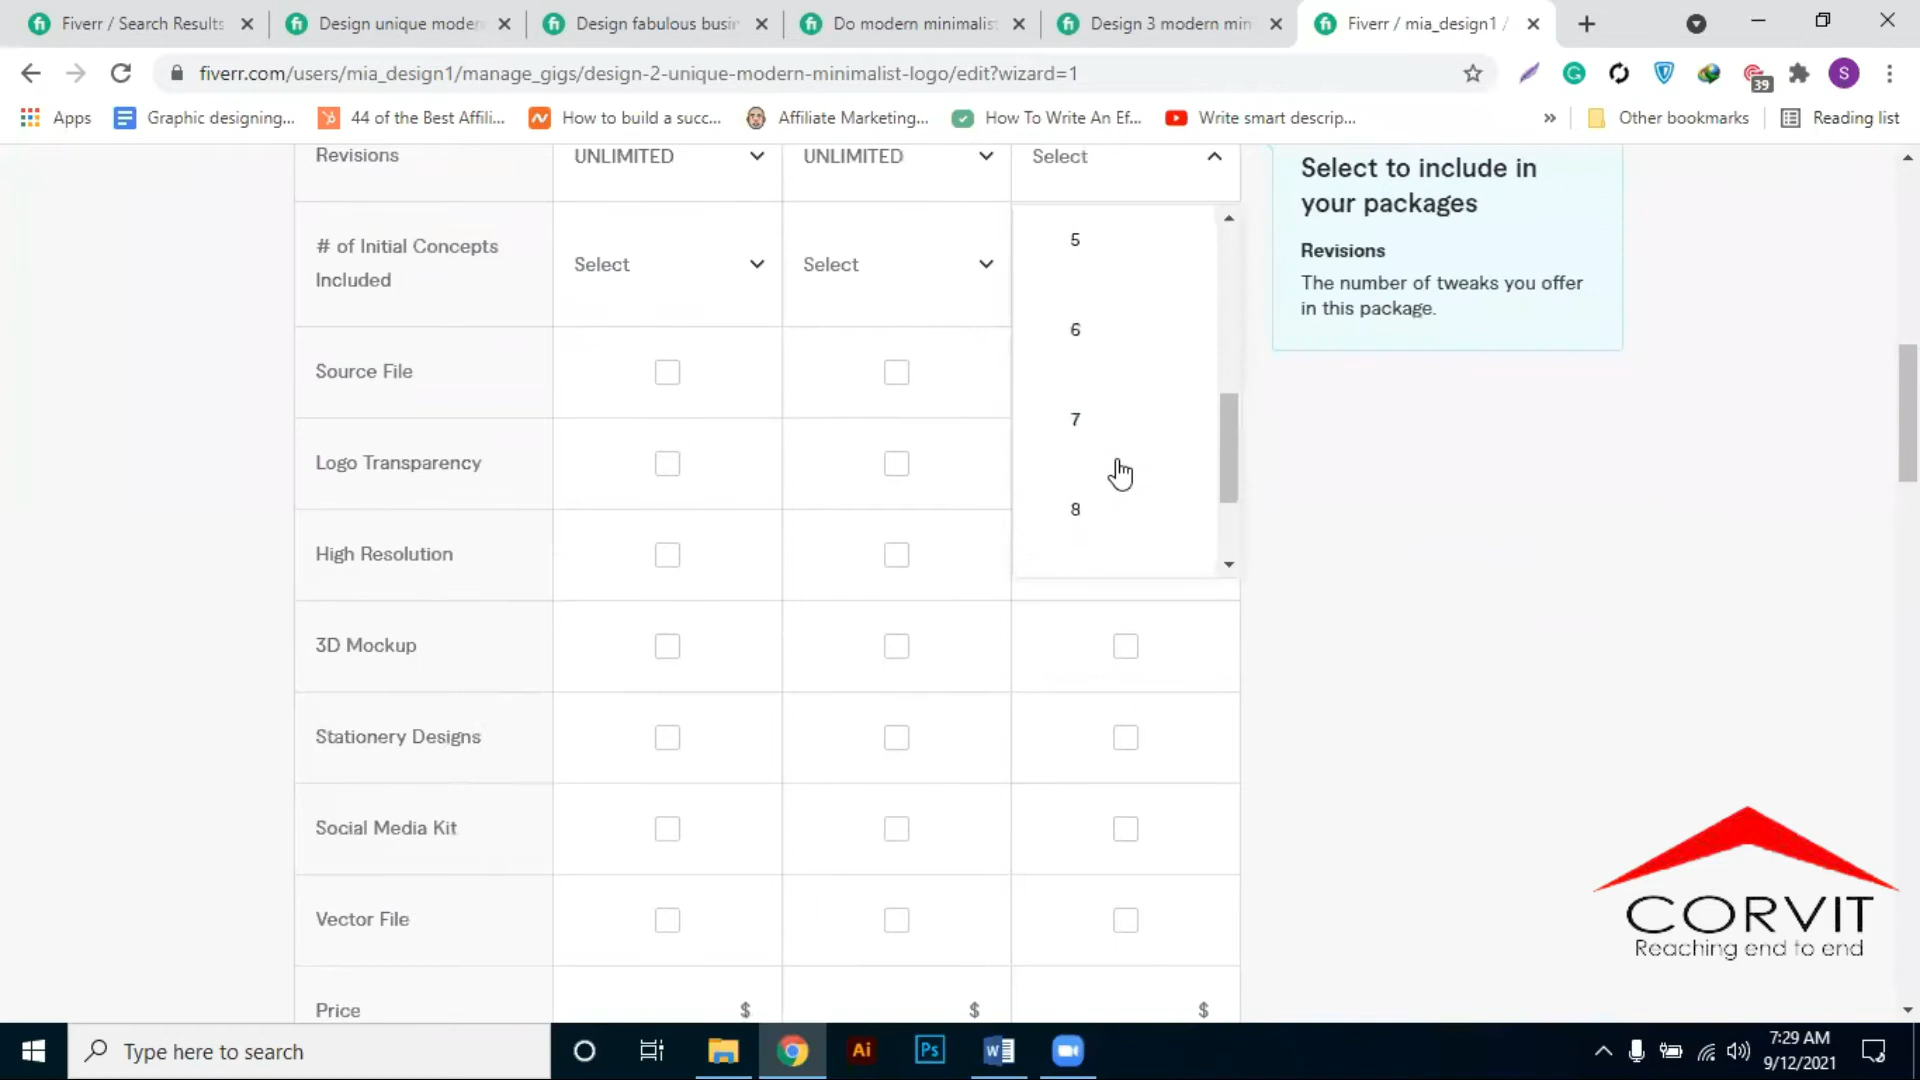 Fiverr / Search Results
Design unique moder
Design fabulous busin
Do modern minimalist
Design 3 modern min
Fiverr / mia_design1 /
fiverr.com/users/mia_design1/manage_gigs/design-2-unique-modern-minimalist-logo/edit?wizard=1
39
S
Apps
Graphic designing...
44 of the Best Affili...
How to build a succ...
Affiliate Marketing...
How To Write An Ef...
Write smart descrip...
»
Other bookmarks
Reading list
Revisions
UNLIMITED
UNLIMITED
Select
Select to include in
your packages
Revisions
The number of tweaks you offer
in this package.
# of Initial Concepts
Included
Select
Select
5
6
7
8
Source File
Logo Transparency
High Resolution
3D Mockup
Stationery Designs
Social Media Kit
Vector File
Price
$
$
$
CORVIT
Reaching end to end
Type here to search
Ai
Ps
W
7:29 AM
9/12/2021